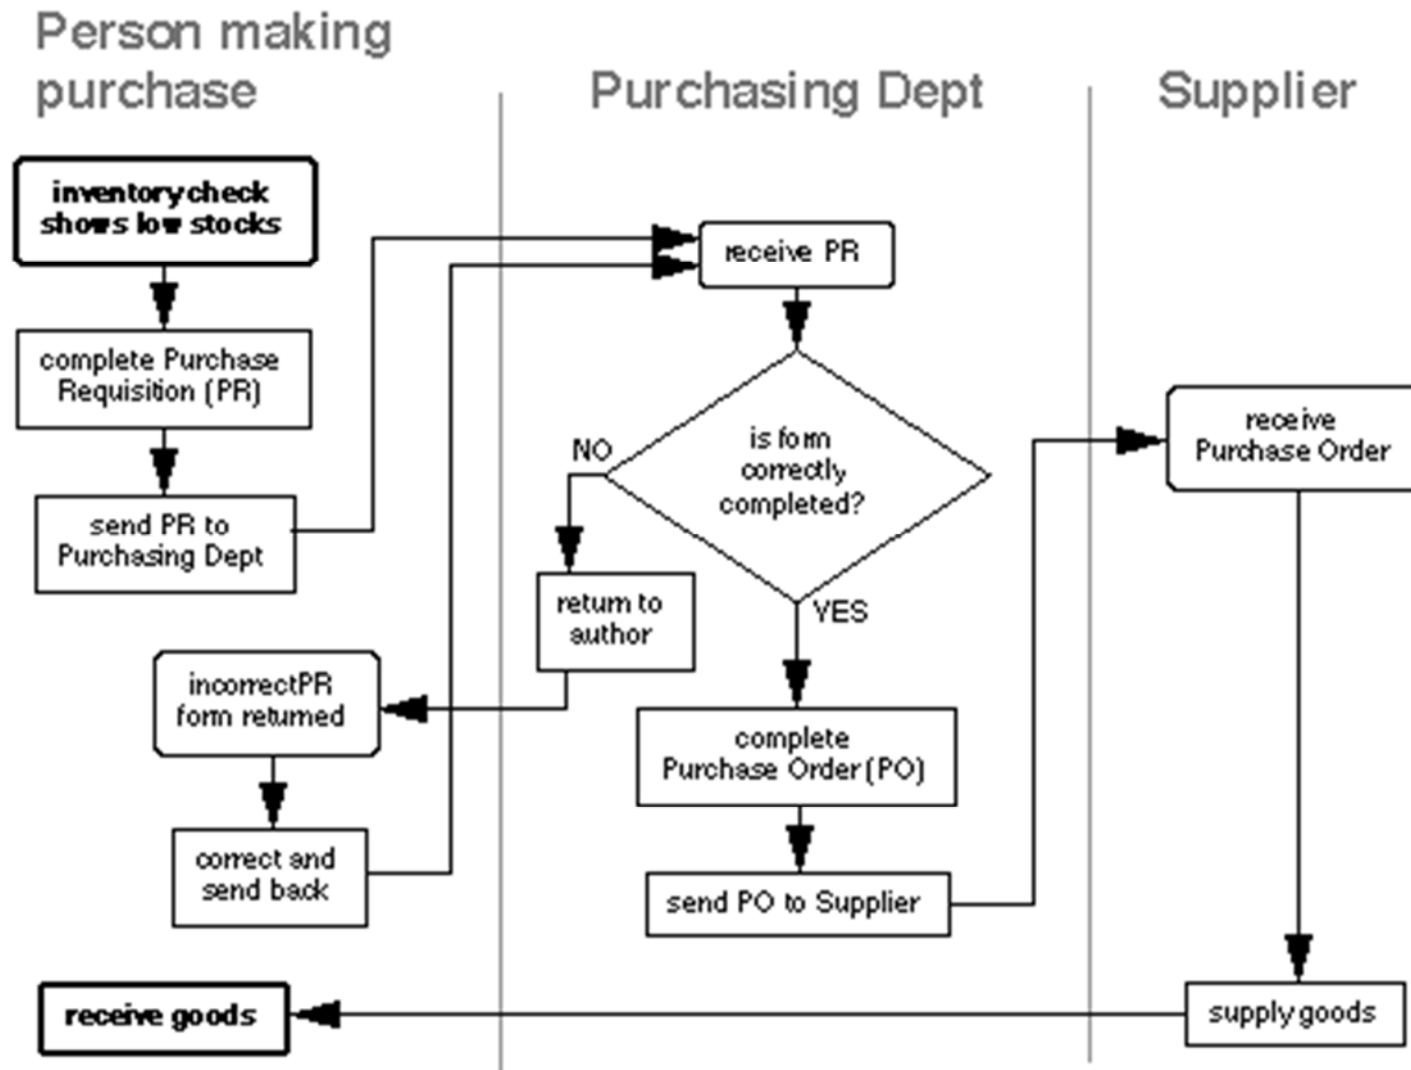 Person making
purchase
Purchasing Dept
Supplier
inventory check
shows low stocks
complete Purchase
Requisition (PR)
send PR to
Purchasing Dept
incorrect PR
form returned
correct and
send back
receive goods
receive PR
is form
correctly
completed?
NO
YES
return to
author
complete
Purchase Order (PO)
send PO to Supplier
receive
Purchase Order
supply goods